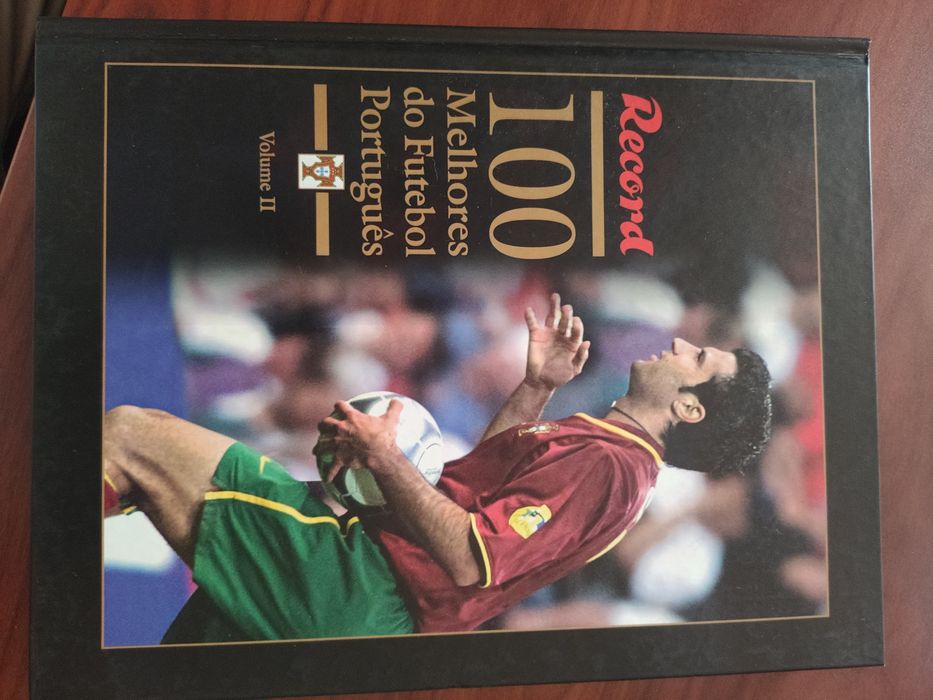 Record
100
Melhores
do Futebol
Português
Volume II